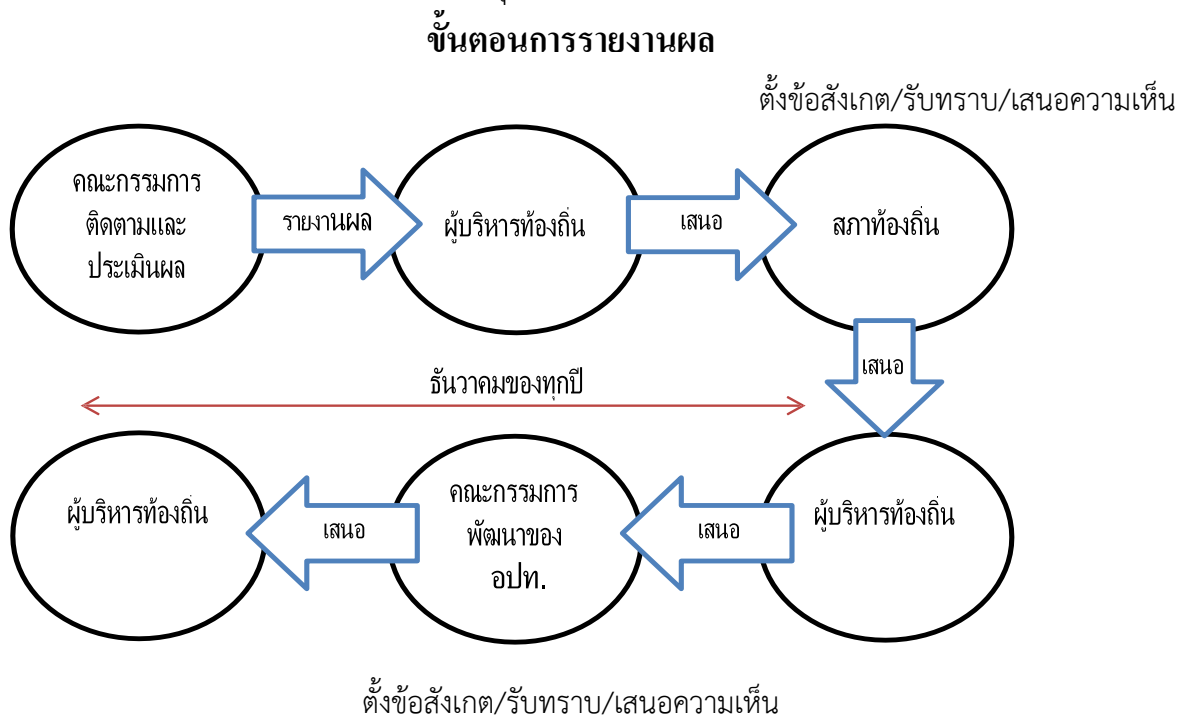 ขั้นตอนการรายงานผล
ตั้งข้อสังเกต/รับทราบ/เสนอความเห็น
คณะกรรมการ
ติดตามและ
ประเมินผล
รายงานผล
ผู้บริหารท้องถิ่น
เสนอ
สภาท้องถิ่น
เสนอ
ธันวาคมของทุกปี
ผู้บริหารท้องถิ่น
เสนอ
คณะกรรมการ
พัฒนาของ
อปท.
เสนอ
ผู้บริหารท้องถิ่น
ตั้งข้อสังเกต/รับทราบ/เสนอความเห็น